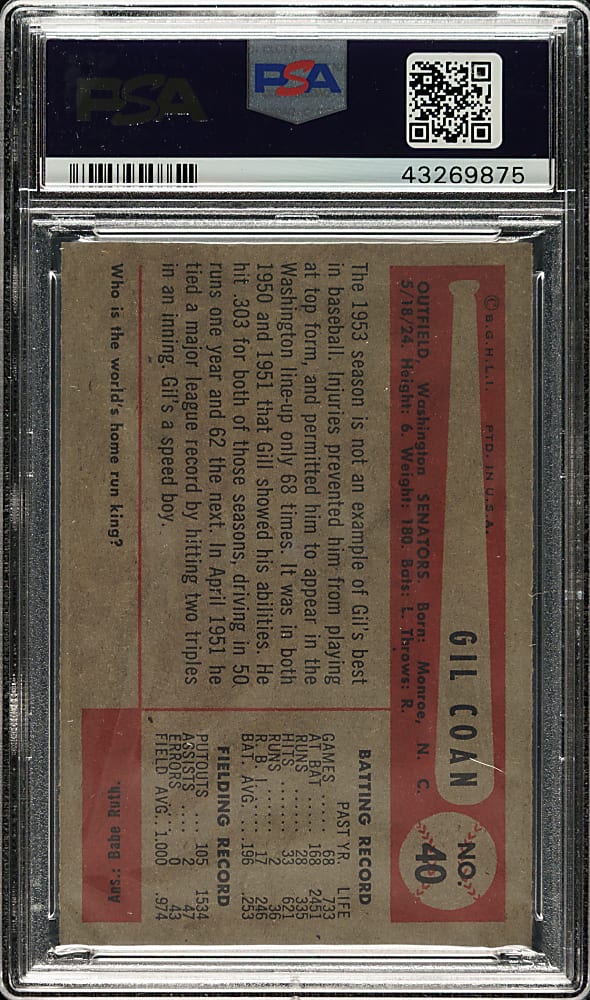 PSA
PSA
43269875
© B.G.H.L.I. PTD. IN U.S.A.
GIL COAN
NO.
40
OUTFIELD, Washington SENATORS. Born: Monroe, N. C.
5/18/24. Height: 6. Weight: 180. Bats: L. Throws: R.
The 1953 season is not an example of Gil's best
in baseball. Injuries prevented him from playing
at top form, and permitted him to appear in the
Washington line-up only 68 times. It was in both
1950 and 1951 that Gill showed his abilities. He
hit .303 for both of those seasons, driving in 50
runs one year and 62 the next. In April 1951 he
tied a major league record by hitting two triples
in an inning. Gil's a speed boy.
BATTING RECORD
PAST YR. LIFE
GAMES ..... 68 733
AT BAT .... 168 2451
RUNS ...... 28 335
HITS ....... 33 621
RUNS ...... 2 36
R. B. I. .... 17 246
BAT. AVG. .. .196 .253
FIELDING RECORD
PUTOUTS .. 105 1534
ASSISTS .... 2 47
ERRORS .... 0 43
FIELD AVG. 1.000 .974
Who is the world's home run king?
Ans.: Babe Ruth.